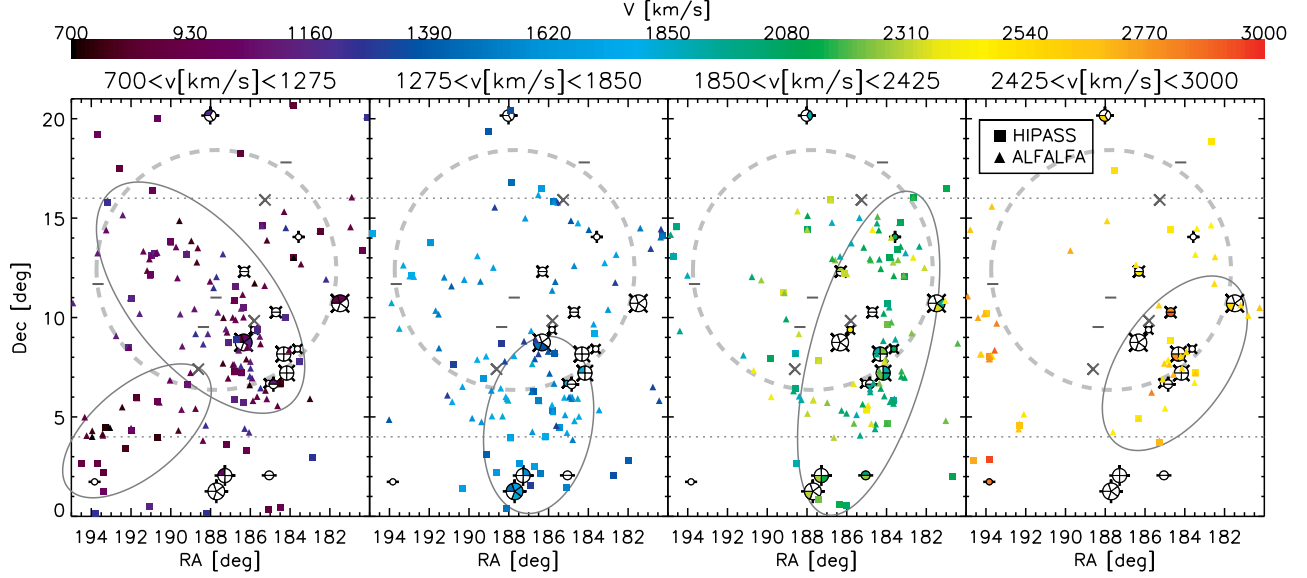 V [km/s]
700 930 1160 1390 1620 1850 2080 2310 2540 2770 3000
700<v[km/s]<1275 1275<v[km/s]<1850 1850<v[km/s]<2425 2425<v[km/s]<3000
20
HIPASS
ALFALFA
15
Dec [deg]
10
5
0
194 192 190 188 186 184 182 194 192 190 188 186 184 182 194 192 190 188 186 184 182 194 192 190 188 186 184 182
RA [deg] RA [deg] RA [deg] RA [deg]